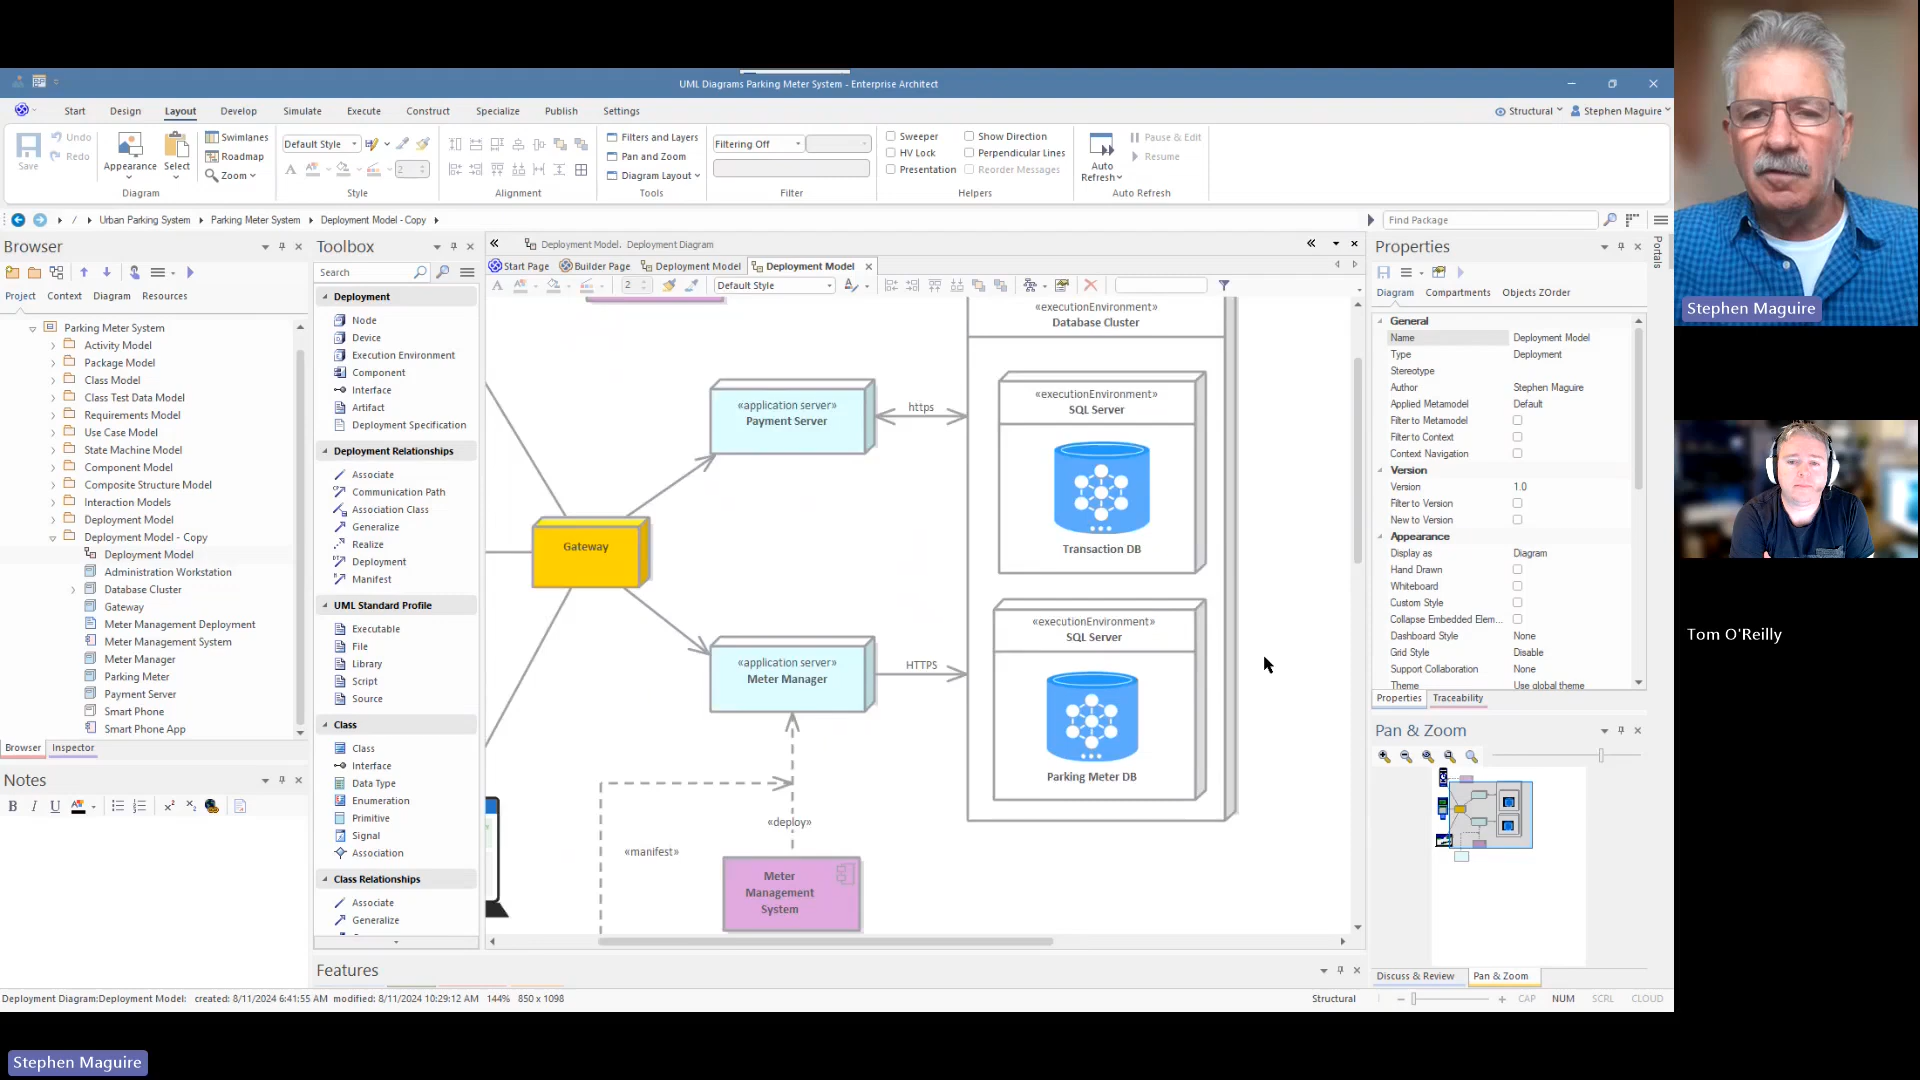 UML Diagrams Parking Meter System - Enterprise Architect
Start Design Layout Develop Simulate Execute Construct Specialize Publish Settings
Structural Stephen Maguire
Save
Undo
Redo
Appearance
Select
Swimlanes
Roadmap
Zoom
Diagram
Default Style
2
Style
Alignment
Filters and Layers
Pan and Zoom
Diagram Layout
Tools
Filtering Off
Filter
Sweeper
HV Lock
Presentation
Show Direction
Perpendicular Lines
Reorder Messages
Helpers
Auto Refresh
Pause & Edit
Resume
Auto Refresh
/ Urban Parking System Parking Meter System Deployment Model - Copy
Find Package
Browser
Project Context Diagram Resources
Parking Meter System
Activity Model
Package Model
Class Model
Class Test Data Model
Requirements Model
Use Case Model
State Machine Model
Component Model
Composite Structure Model
Interaction Models
Deployment Model
Deployment Model - Copy
Deployment Model
Administration Workstation
Database Cluster
Gateway
Meter Management Deployment
Meter Management System
Meter Manager
Parking Meter
Payment Server
Smart Phone
Smart Phone App
Browser Inspector
Notes
B I U A
Toolbox
Search
Deployment
Node
Device
Execution Environment
Component
Interface
Artifact
Deployment Specification
Deployment Relationships
Associate
Communication Path
Association Class
Generalize
Realize
Deployment
Manifest
UML Standard Profile
Executable
File
Library
Script
Source
Class
Class
Interface
Data Type
Enumeration
Primitive
Signal
Association
Class Relationships
Associate
Generalize
Deployment Model. Deployment Diagram
Start Page Builder Page Deployment Model Deployment Model
2 Default Style
«executionEnvironment»
Database Cluster
«executionEnvironment»
SQL Server
Transaction DB
«executionEnvironment»
SQL Server
Parking Meter DB
«application server»
Payment Server
https
Gateway
«application server»
Meter Manager
HTTPS
«deploy»
«manifest»
Meter
Management
System
Features
Properties
Portals
Diagram Compartments Objects ZOrder
General
Name Deployment Model
Type Deployment
Stereotype
Author Stephen Maguire
Applied Metamodel Default
Filter to Metamodel
Filter to Context
Context Navigation
Version
Version 1.0
Filter to Version
New to Version
Appearance
Display as Diagram
Hand Drawn
Whiteboard
Custom Style
Collapse Embedded Elem...
Dashboard Style None
Grid Style Disable
Support Collaboration None
Theme Use global theme
Properties Traceability
Pan & Zoom
Discuss & Review Pan & Zoom
Deployment Diagram:Deployment Model: created: 8/11/2024 6:41:55 AM modified: 8/11/2024 10:29:12 AM 144% 850 x 1098
Structural CAP NUM SCRL CLOUD
Stephen Maguire
Tom O'Reilly
Stephen Maguire